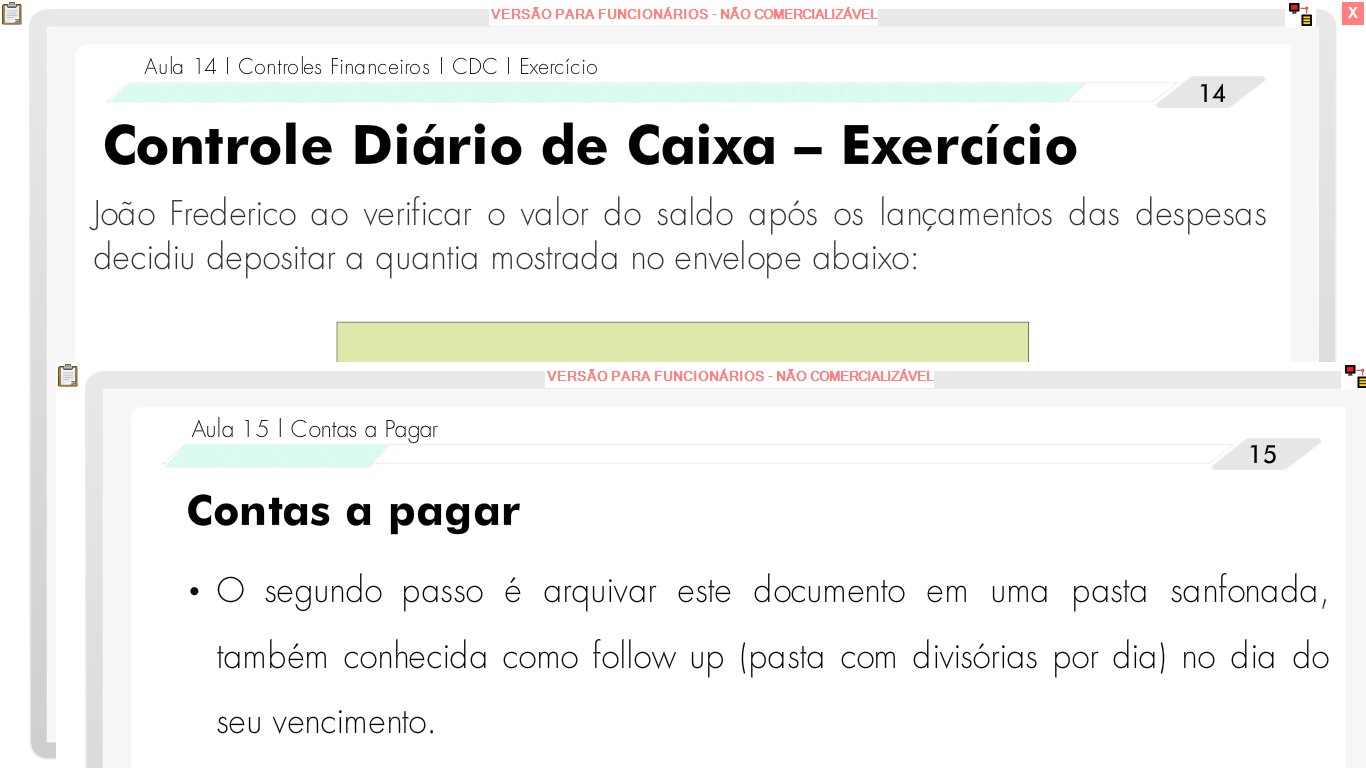 VERSÃO PARA FUNCIONÁRIOS - NÃO COMERCIALIZÁVEL
X
Aula 14 | Controles Financeiros | CDC | Exercício
14
Controle Diário de Caixa – Exercício
João Frederico ao verificar o valor do saldo após os lançamentos das despesas
decidiu depositar a quantia mostrada no envelope abaixo:
VERSÃO PARA FUNCIONÁRIOS - NÃO COMERCIALIZÁVEL
Aula 15 | Contas a Pagar
15
Contas a pagar
• O segundo passo é arquivar este documento em uma pasta sanfonada,
também conhecida como follow up (pasta com divisórias por dia) no dia do
seu vencimento.